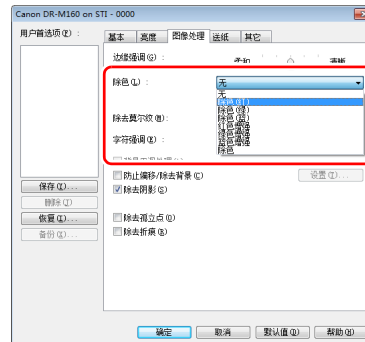 Canon DR-M160 on STI - 0000
用户首选项(P) :
基本 亮度 图像处理 送纸 其它
边缘强调(G) :
柔和 清晰
除色(L) :
无
无
除色(红)
除色(绿)
除色(蓝)
红色增强
绿色增强
蓝色增强
除色
除去莫尔纹(M):
字符强调(E) :
防止偏移/除去背景(C)
设置(I)...
除去阴影(S)
除去孤立点(O)
除去折痕(R)
保存(V)...
删除(J)
恢复(T)...
备份(K)...
确定 取消 默认值(D) 帮助(H)